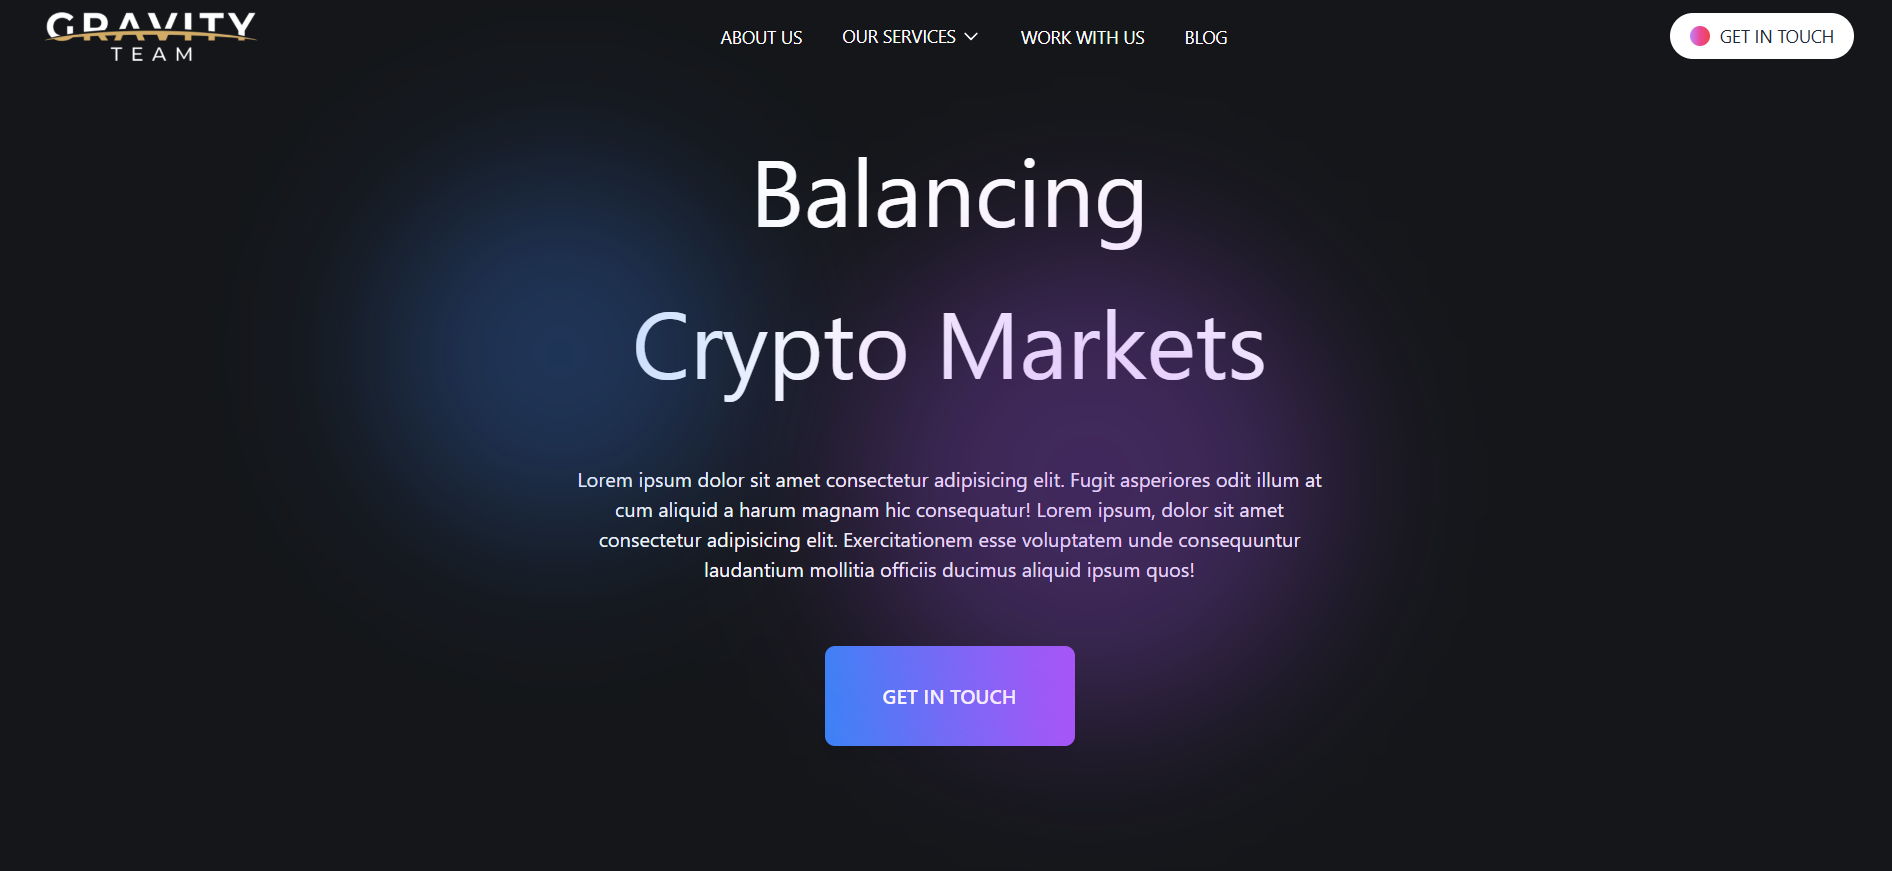 GRAVITY
TEAM
ABOUT US
OUR SERVICES
WORK WITH US
BLOG
GET IN TOUCH
Balancing
Crypto Markets
Lorem ipsum dolor sit amet consectetur adipisicing elit. Fugit asperiores odit illum at
cum aliquid a harum magnam hic consequatur! Lorem ipsum, dolor sit amet
consectetur adipisicing elit. Exercitationem esse voluptatem unde consequuntur
laudantium mollitia officiis ducimus aliquid ipsum quos!
GET IN TOUCH